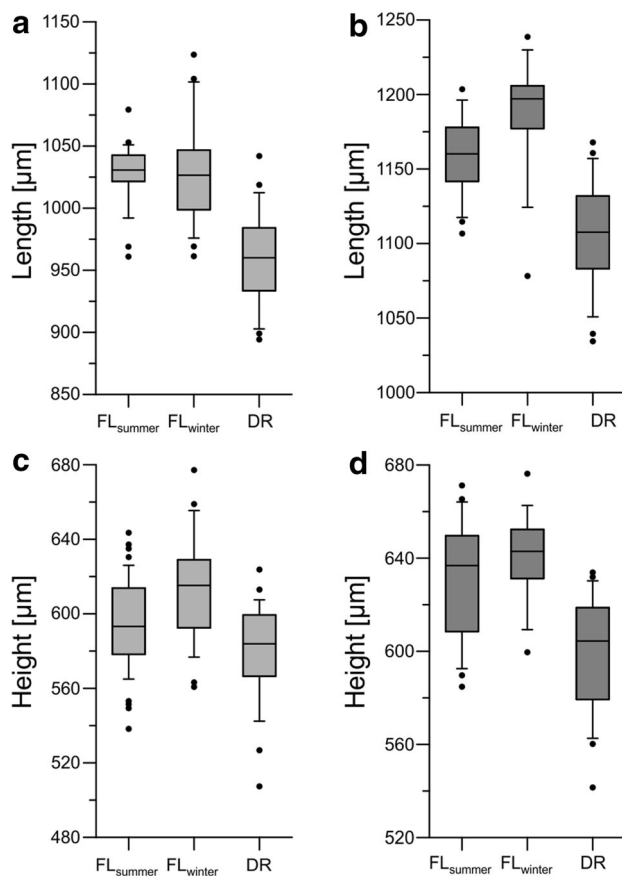 a
Length [µm]
1150
1100
1050
1000
950
900
850
FLsummer FLwinter DR
b
Length [µm]
1250
1200
1150
1100
1050
1000
FLsummer FLwinter DR
c
Height [µm]
680
640
600
560
520
480
FLsummer FLwinter DR
d
Height [µm]
680
640
600
560
520
FLsummer FLwinter DR